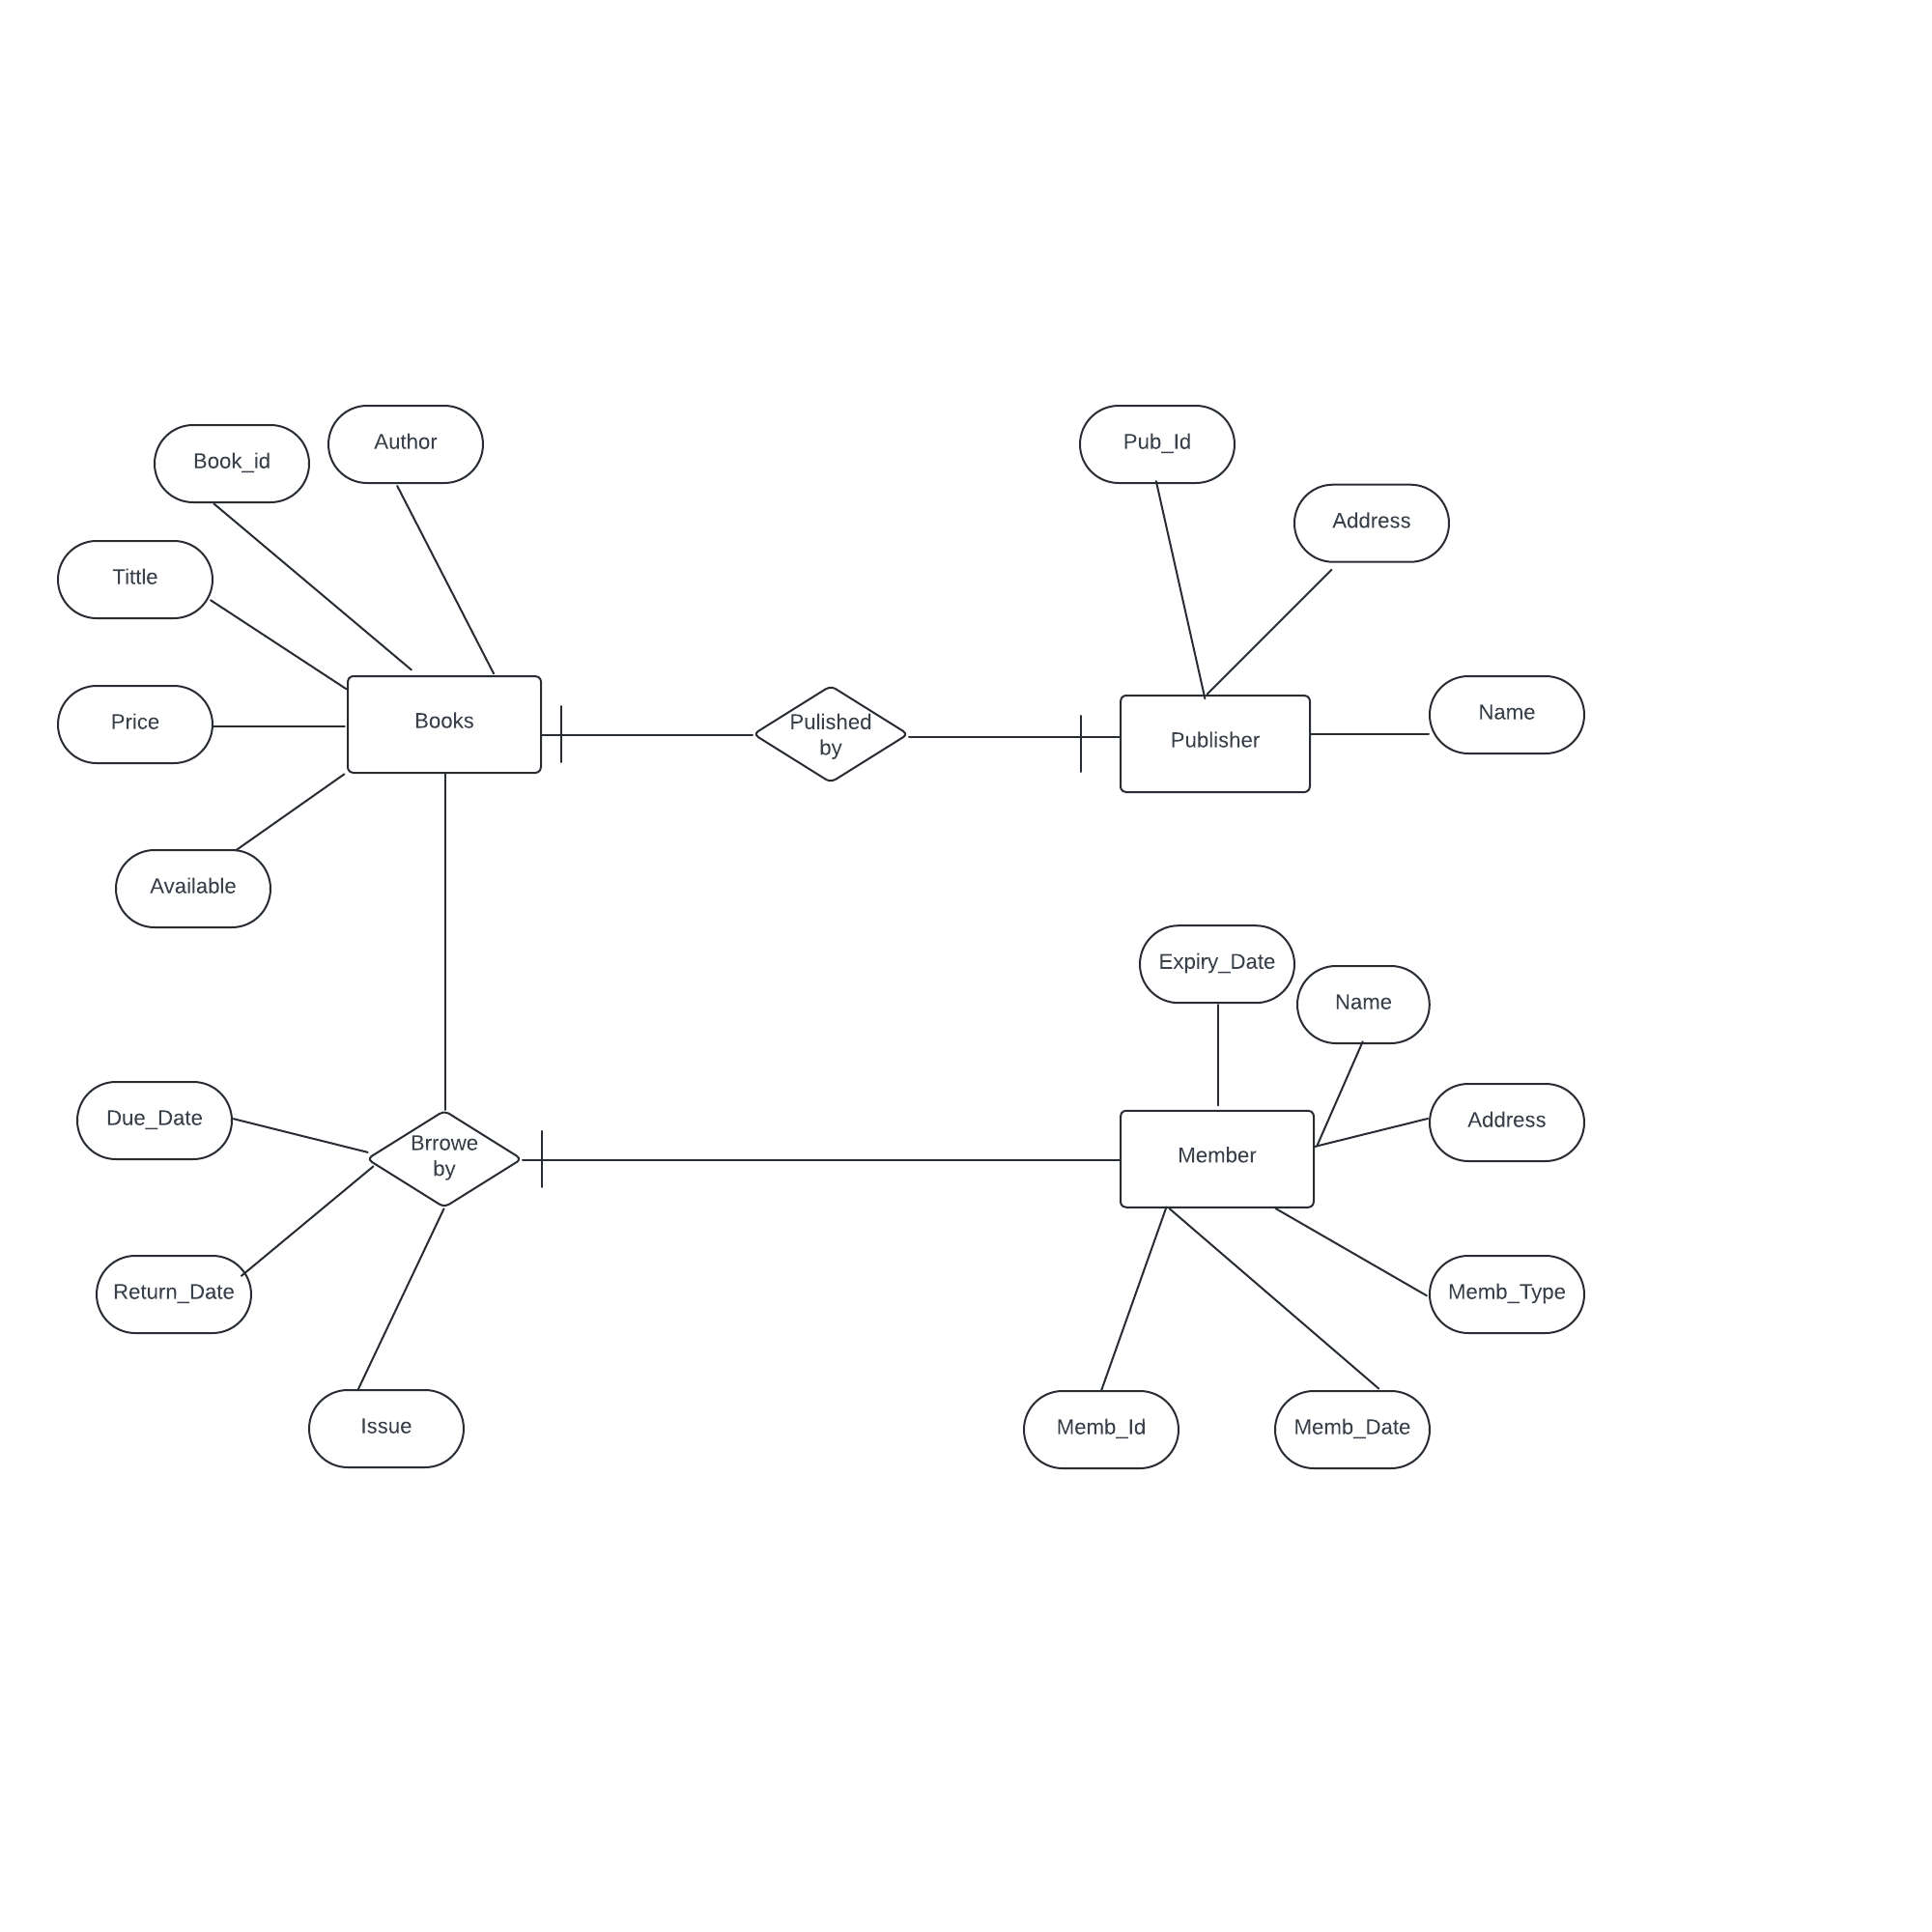 Author
Pub_Id
Book_id
Address
Tittle
Name
Price
Books
Pulished
by
Publisher
Available
Expiry_Date
Name
Due_Date
Address
Brrowe
by
Member
Return_Date
Memb_Type
Issue
Memb_Id
Memb_Date